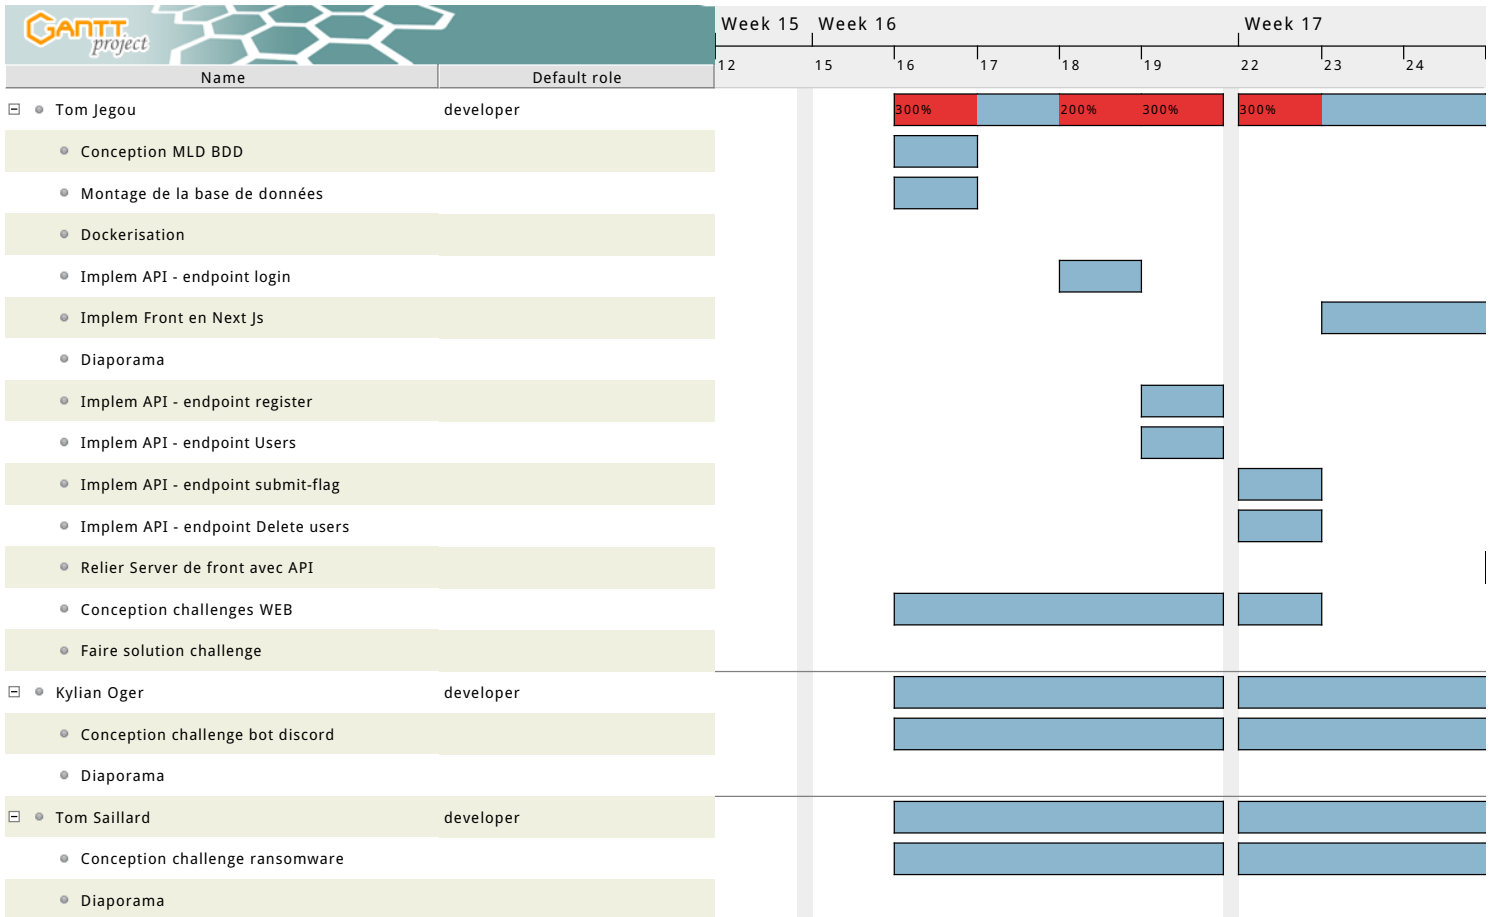 GANTT project
Week 15 Week 16 Week 17
12 15 16 17 18 19 22 23 24
Name Default role
Tom Jegou developer 300% 200% 300% 300%
Conception MLD BDD
Montage de la base de données
Dockerisation
Implem API - endpoint login
Implem Front en Next Js
Diaporama
Implem API - endpoint register
Implem API - endpoint Users
Implem API - endpoint submit-flag
Implem API - endpoint Delete users
Relier Server de front avec API
Conception challenges WEB
Faire solution challenge
Kylian Oger developer
Conception challenge bot discord
Diaporama
Tom Saillard developer
Conception challenge ransomware
Diaporama